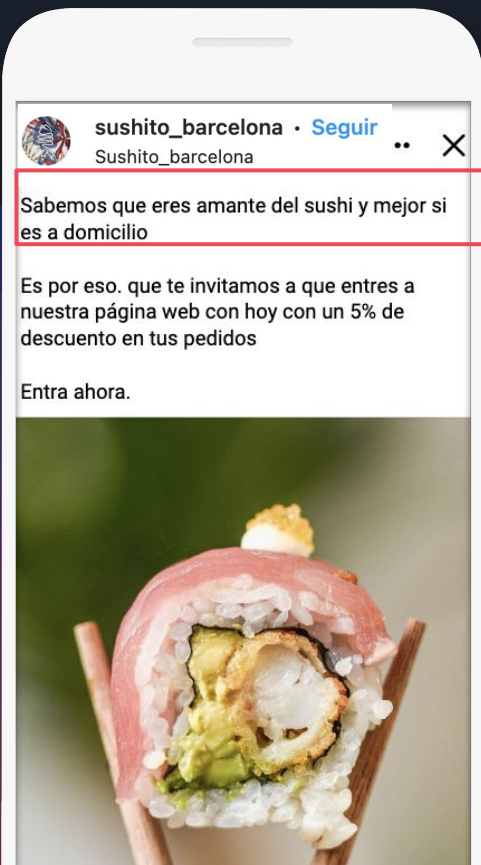 sushito_barcelona • Seguir
Sushito_barcelona
Sabemos que eres amante del sushi y mejor si
es a domicilio
Es por eso. que te invitamos a que entres a
nuestra página web con hoy con un 5% de
descuento en tus pedidos
Entra ahora.